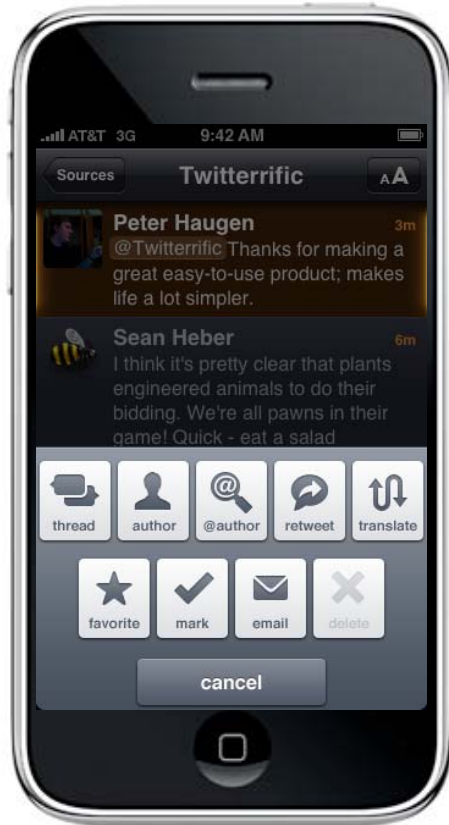 AT&T 3G 9:42 AM
Sources Twitterrific AA
Peter Haugen 3m
@Twitterrific Thanks for making a
great easy-to-use product; makes
life a lot simpler.
Sean Heber 6m
I think it's pretty clear that plants
engineered animals to do their
bidding. We're all pawns in their
game! Quick - eat a salad
thread author @author retweet translate
favorite mark email delete
cancel